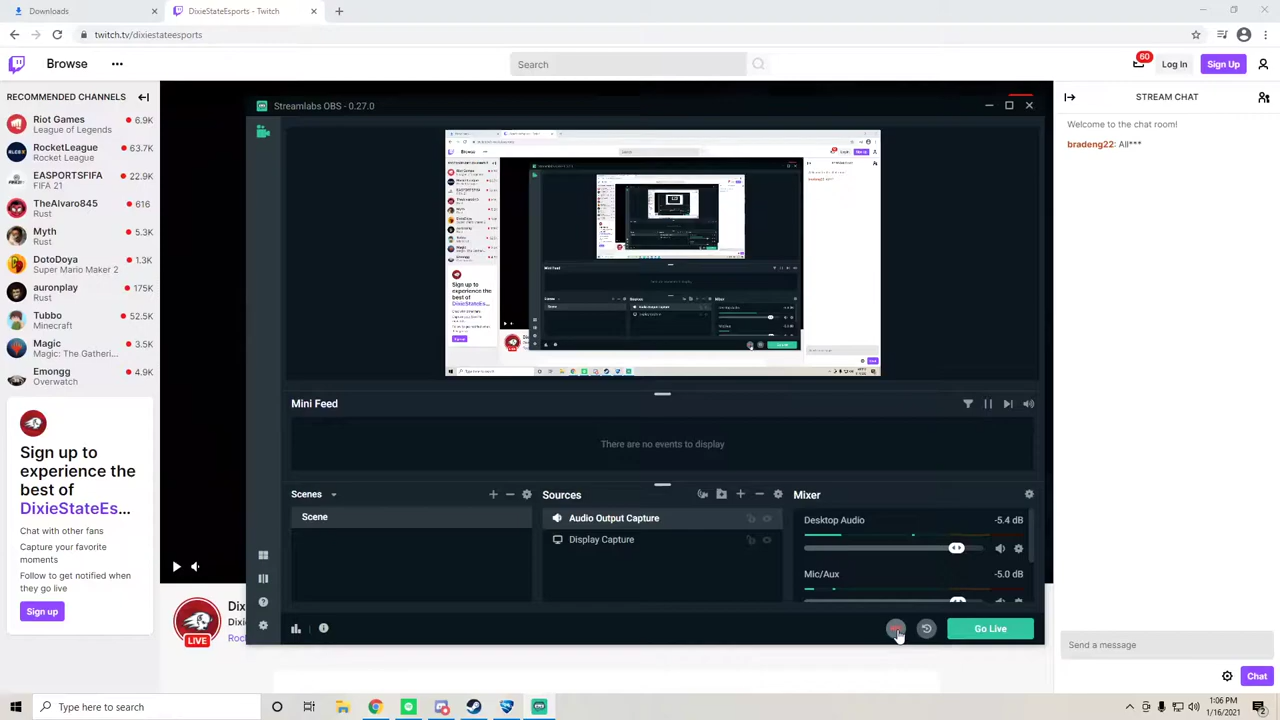 Downloads
DixieStateEsports - Twitch
twitch.tv/dixiestateesports
Browse
Search
60
Log In
Sign Up
RECOMMENDED CHANNELS
Riot Games
6.9K
League of Legends
RocketLeague
63.7K
Rocket League
EASPORTSFIFA
22.5K
FIFA 21
TheAlvaro845
616
Rust
Myth
5.3K
Rust
DobsDoya
1.3K
Super Mario Maker 2
auronplay
175K
Rust
Tubbo
52.5K
Minecraft
Magic
3.5K
Magic: The Gatheri...
Emongg
4.9K
Overwatch
Sign up to
experience the
best of
DixieStateEs...
Chat with other fans
Capture your favorite
moments
Follow to get notified when
they go live
Sign up
Streamlabs OBS - 0.27.0
Mini Feed
There are no events to display
Scenes
Scene
Sources
Audio Output Capture
Display Capture
Mixer
Desktop Audio
-5.4 dB
Mic/Aux
-5.0 dB
Go Live
LIVE
STREAM CHAT
Welcome to the chat room!
bradeng22: All***
Send a message
Chat
Type here to search
1:06 PM
1/16/2021
2